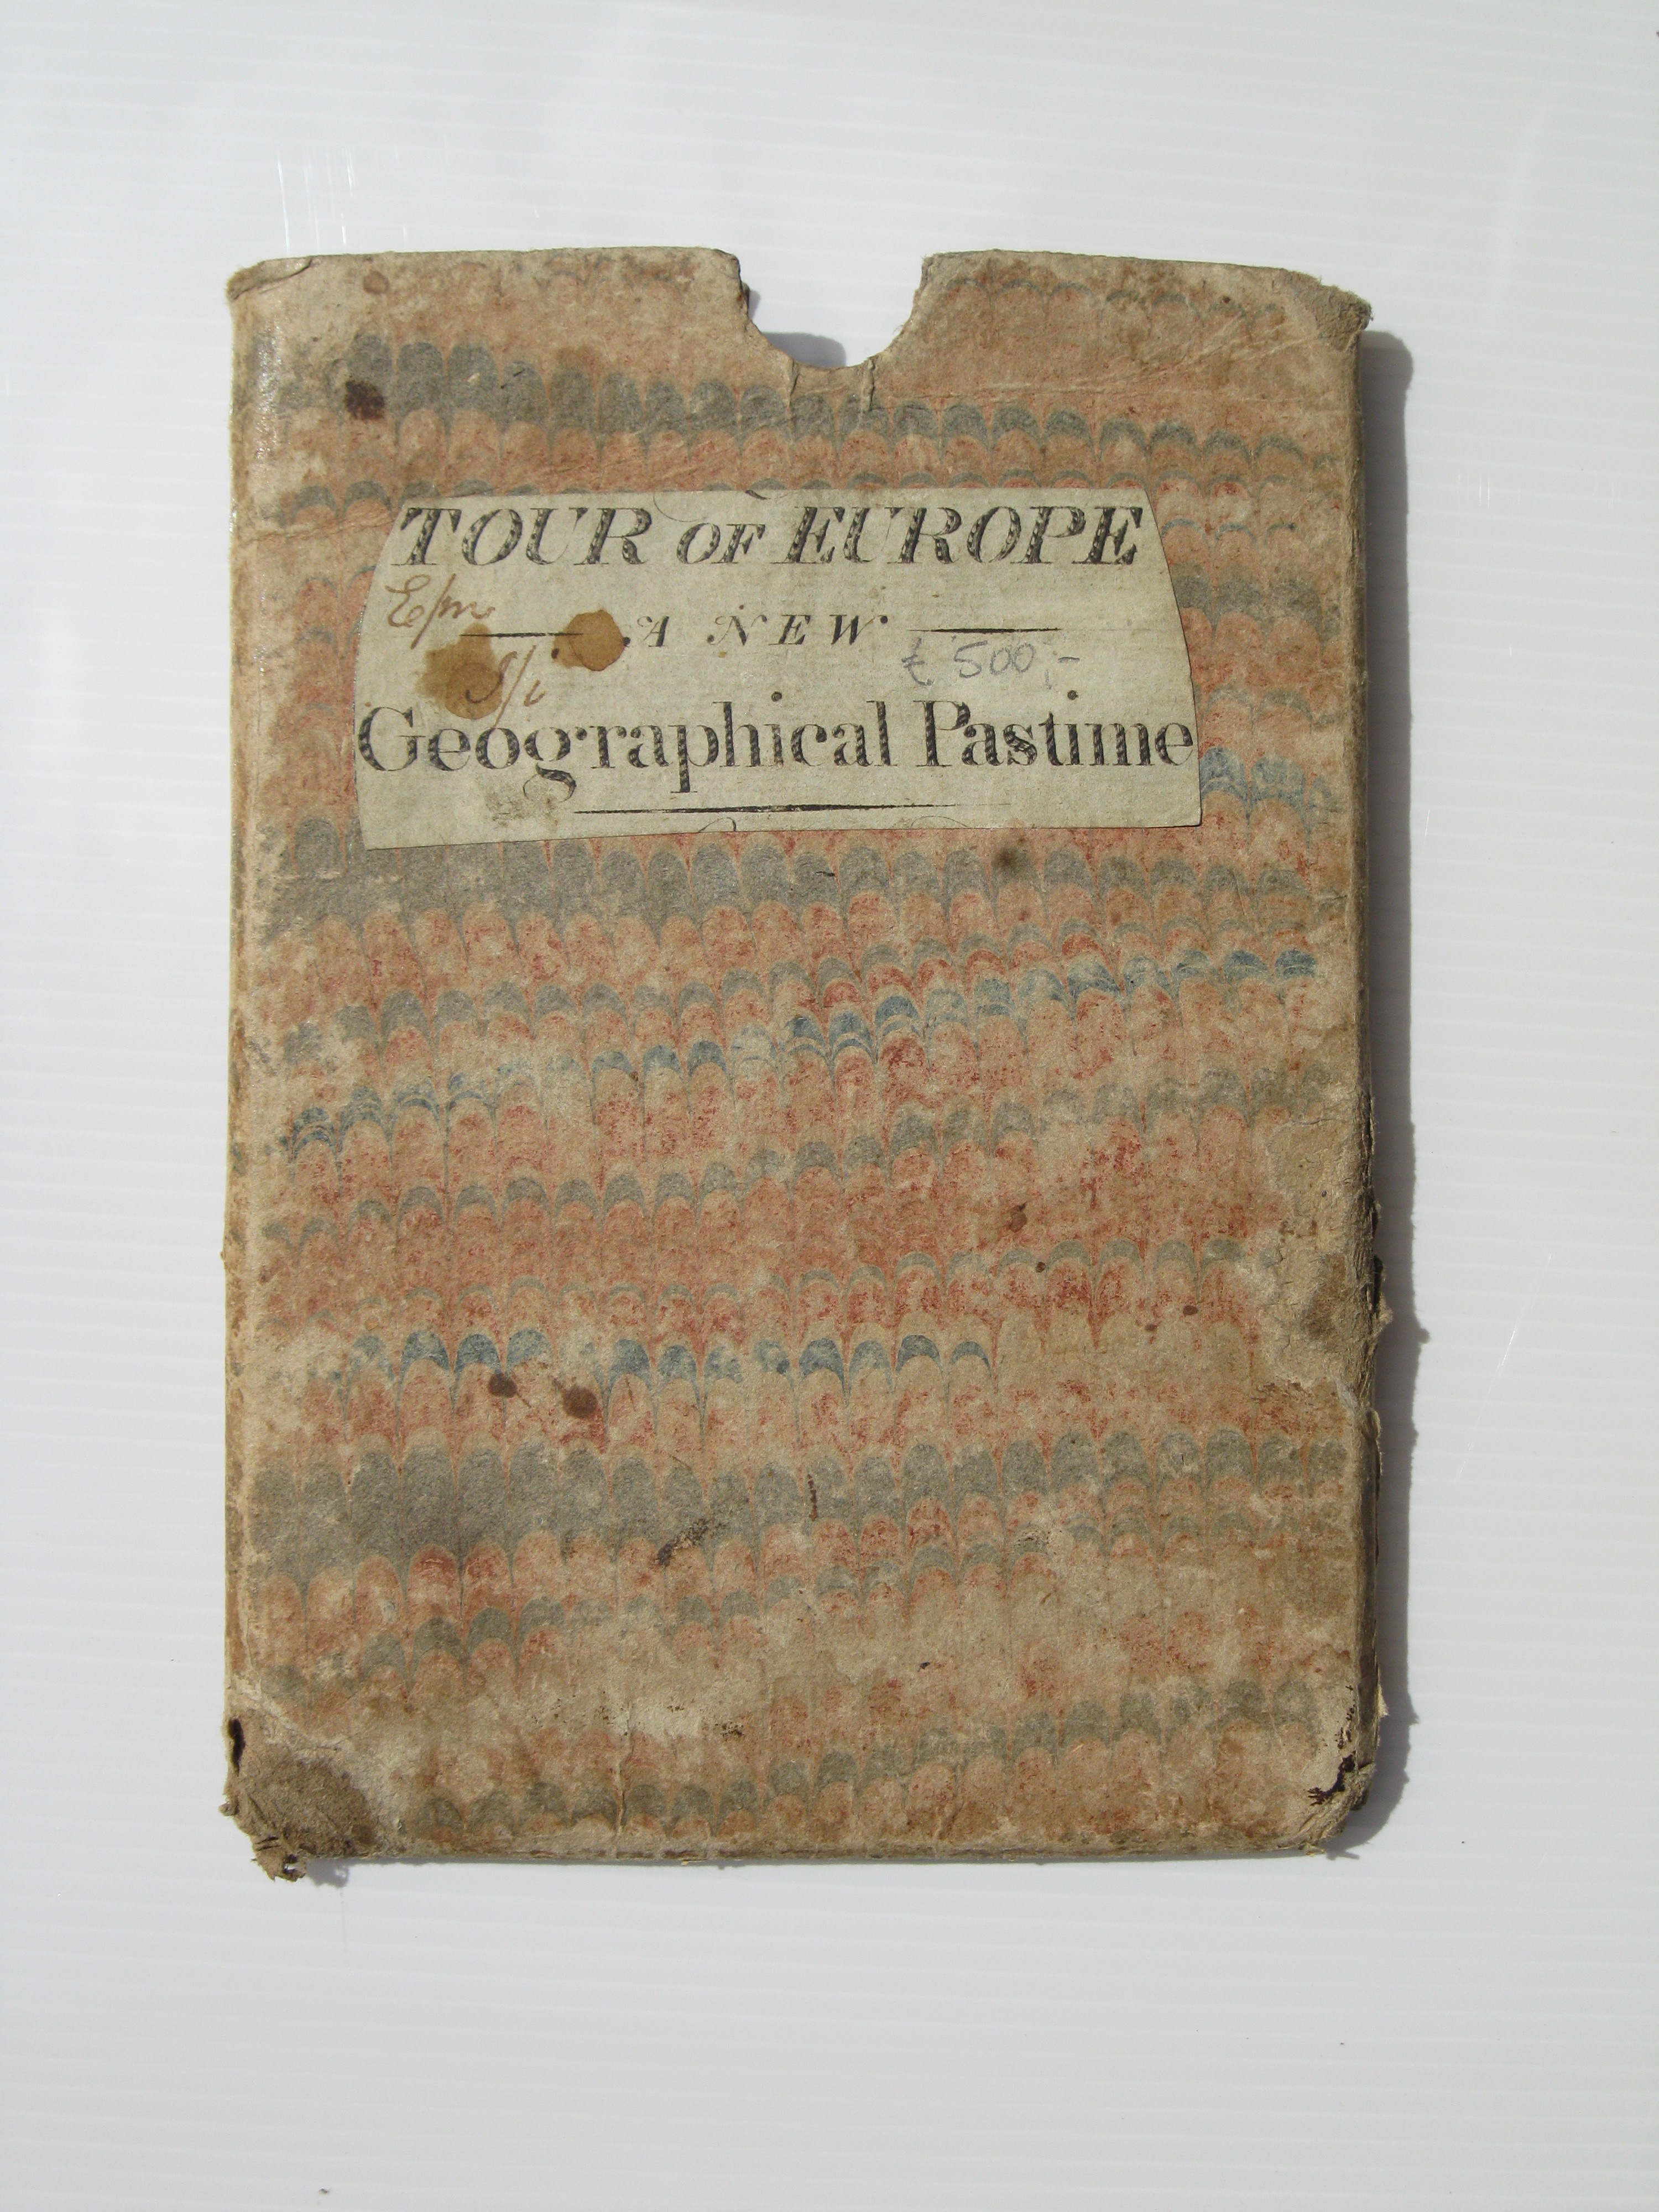 TOUR OF EUROPE
A NEW
£ 500,-
Geographical Pastime